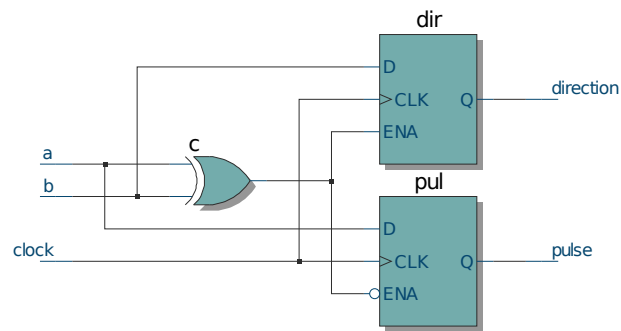 dir
D
CLK
Q
ENA
direction
a
b
c
pul
D
CLK
Q
ENA
clock
pulse